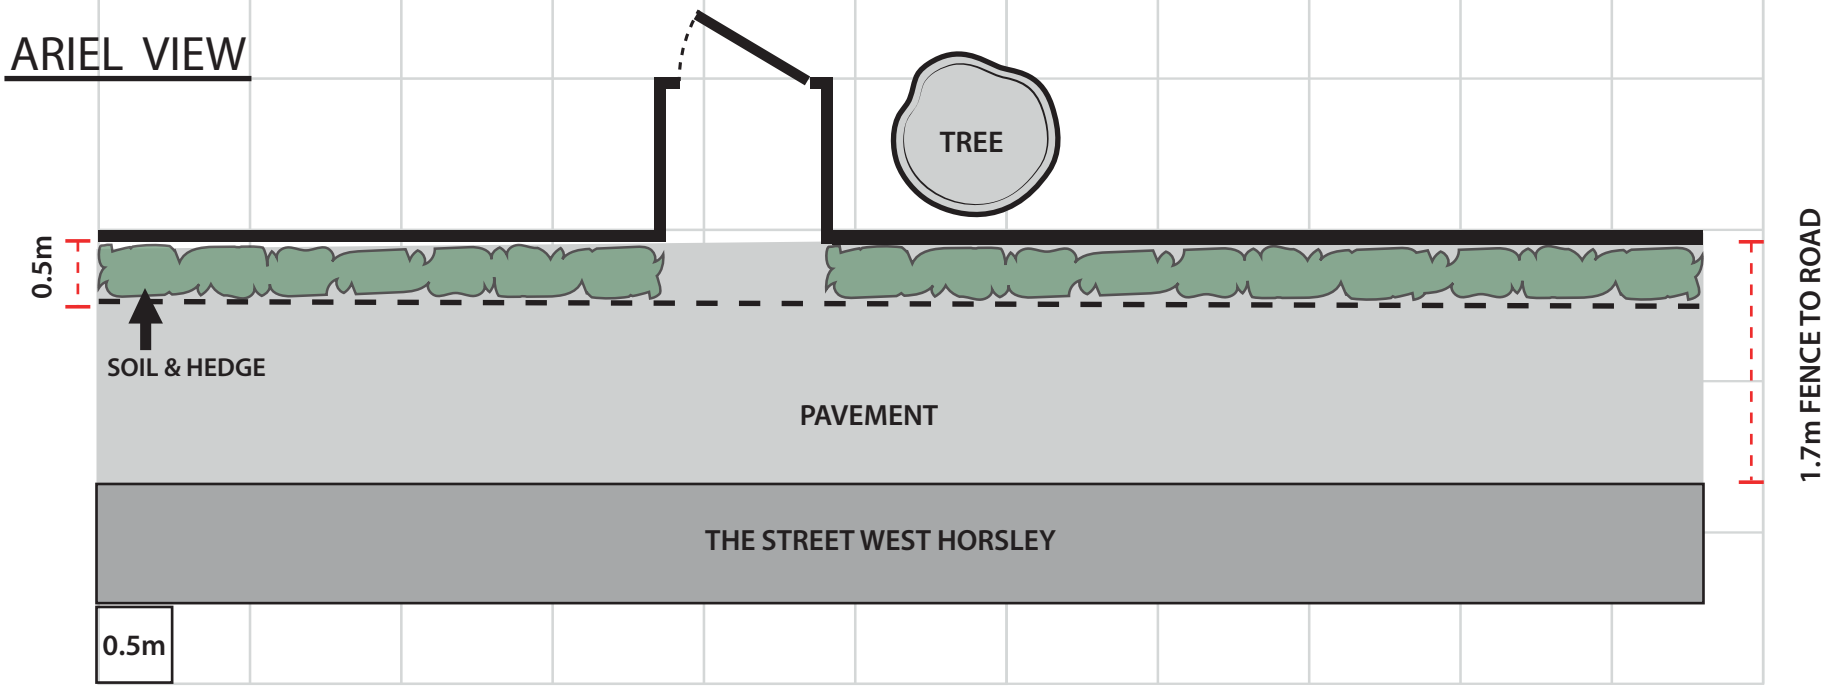 ARIEL VIEW
TREE
0.5m
1.7m FENCE TO ROAD
SOIL & HEDGE
PAVEMENT
THE STREET WEST HORSLEY
0.5m